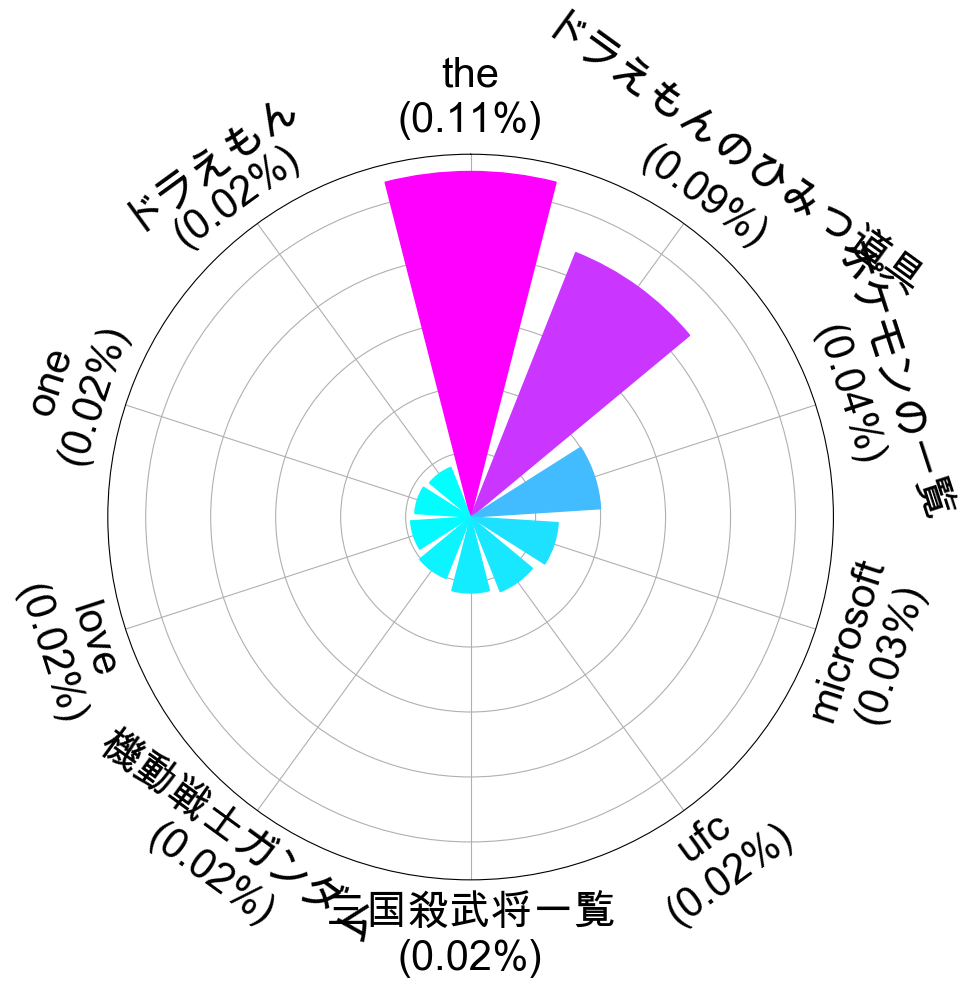 the
(0.11%)
ドラえもんのひみつ道具
(0.09%)
ポケモンの一覧
(0.04%)
microsoft
(0.03%)
ufc
(0.02%)
三国殺武将一覧
(0.02%)
機動戦士ガンダム
(0.02%)
love
(0.02%)
one
(0.02%)
ドラえもん
(0.02%)